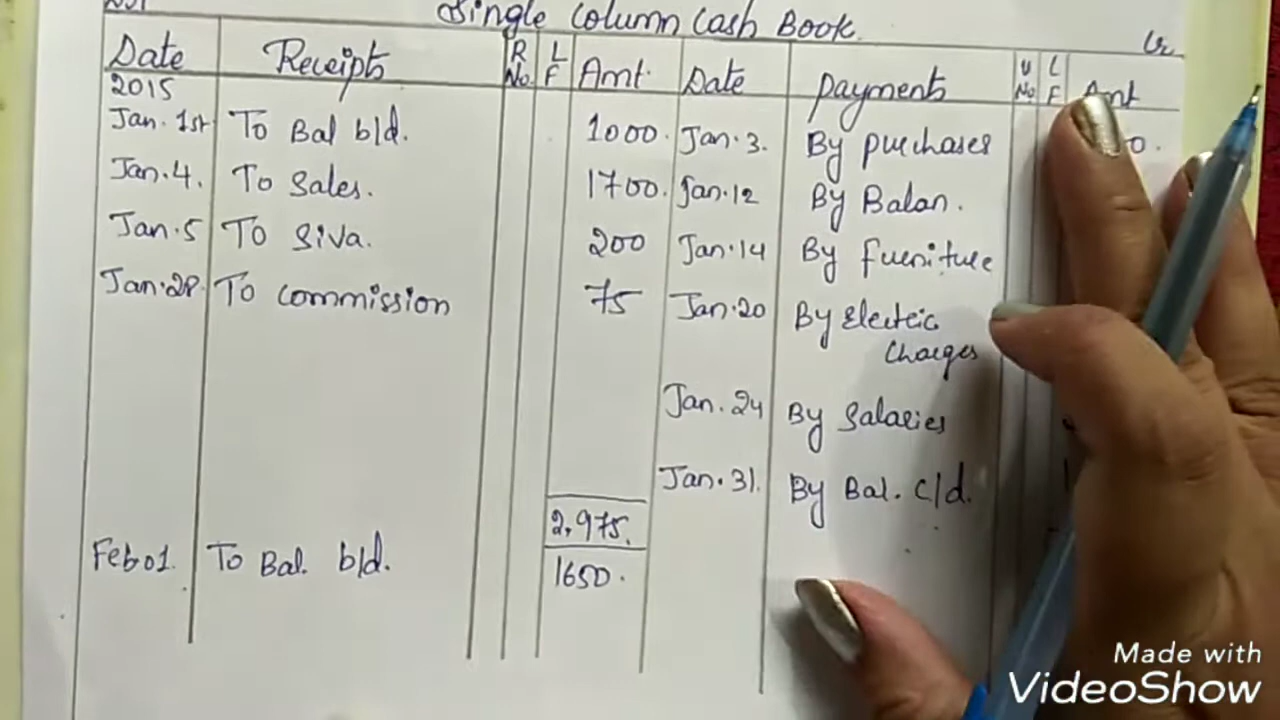 Single Column Cash Book
Cr
Date Receipts R No. L F Amt. Date Payments V No L F Amt
2015
Jan. 1st To Bal b/d. 1000. Jan. 3. By purchases 0.
Jan. 4. To Sales. 1700. Jan. 12 By Balan.
Jan. 5 To Siva. 200 Jan. 14 By Furniture
Jan. 28. To Commission 75 Jan. 20 By Electric
Charges
Jan. 24 By Salaries
Jan. 31. By Bal. c/d.
2,975.
Feb 01. To Bal. b/d. 1650.
Made with
VideoShow